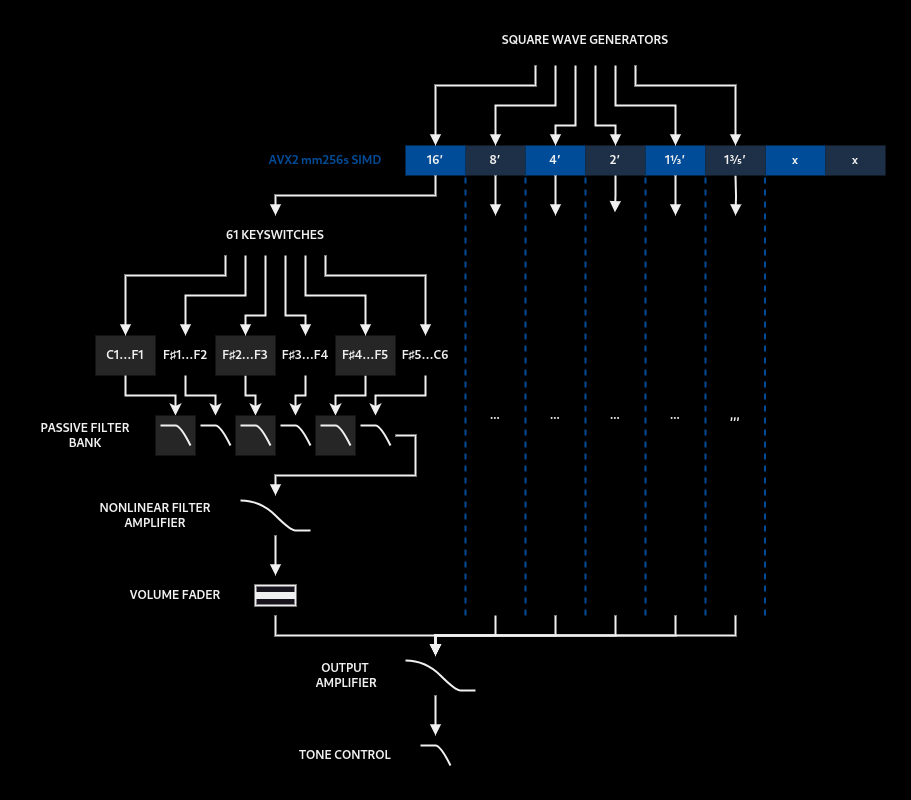 SQUARE WAVE GENERATORS
AVX2 mm256s SIMD
16′ 8′ 4′ 2′ 1⅓′ 1⅗′ x x
61 KEYSWITCHES
C1...F1 F♯1...F2 F♯2...F3 F♯3...F4 F♯4...F5 F♯5...C6
... ... ... ... ,,,
PASSIVE FILTER
BANK
NONLINEAR FILTER
AMPLIFIER
VOLUME FADER
OUTPUT
AMPLIFIER
TONE CONTROL